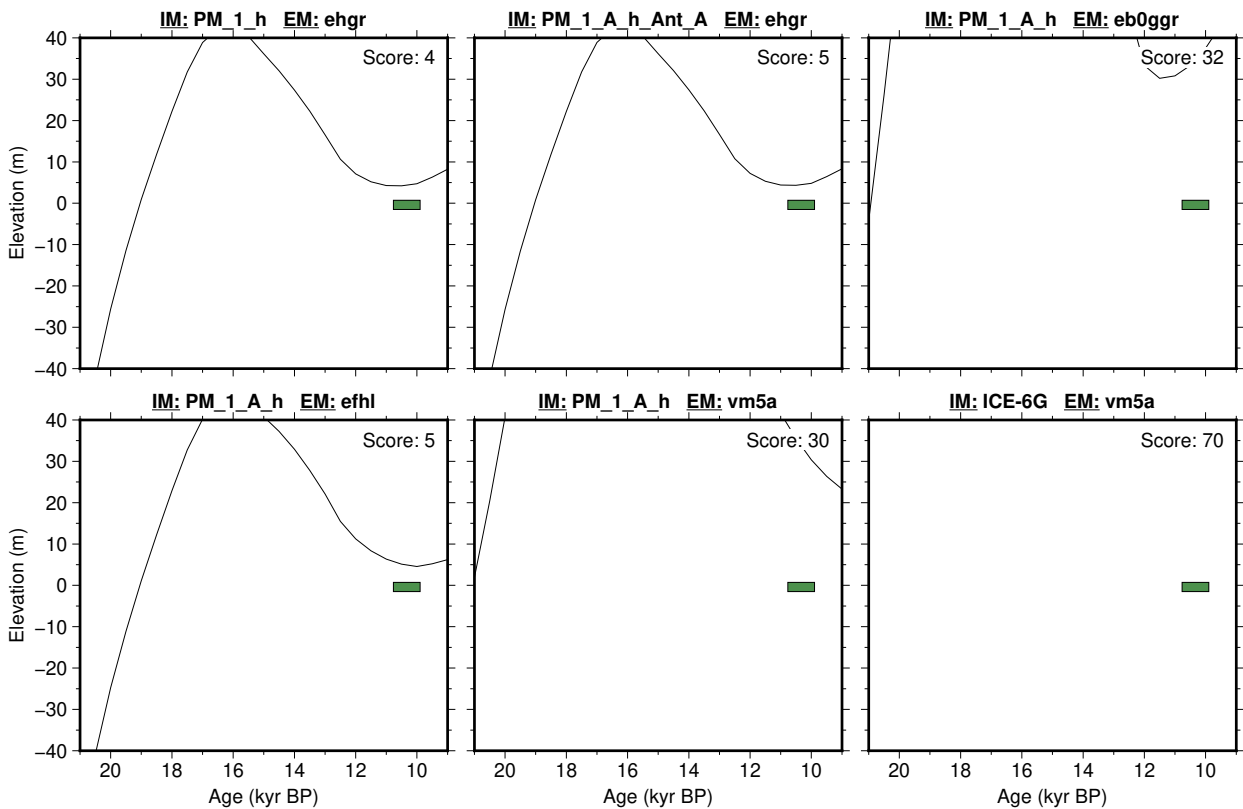 IM: PM_1_h EM: ehgr
IM: PM_1_A_h_Ant_A EM: ehgr
IM: PM_1_A_h EM: eb0ggr
40
30
20
10
0
−10
−20
−30
−40
Elevation (m)
Score: 4
Score: 5
Score: 32
IM: PM_1_A_h EM: efhl
IM: PM_1_A_h EM: vm5a
IM: ICE-6G EM: vm5a
40
30
20
10
0
−10
−20
−30
−40
Elevation (m)
Score: 5
Score: 30
Score: 70
20 18 16 14 12 10
20 18 16 14 12 10
20 18 16 14 12 10
Age (kyr BP)
Age (kyr BP)
Age (kyr BP)